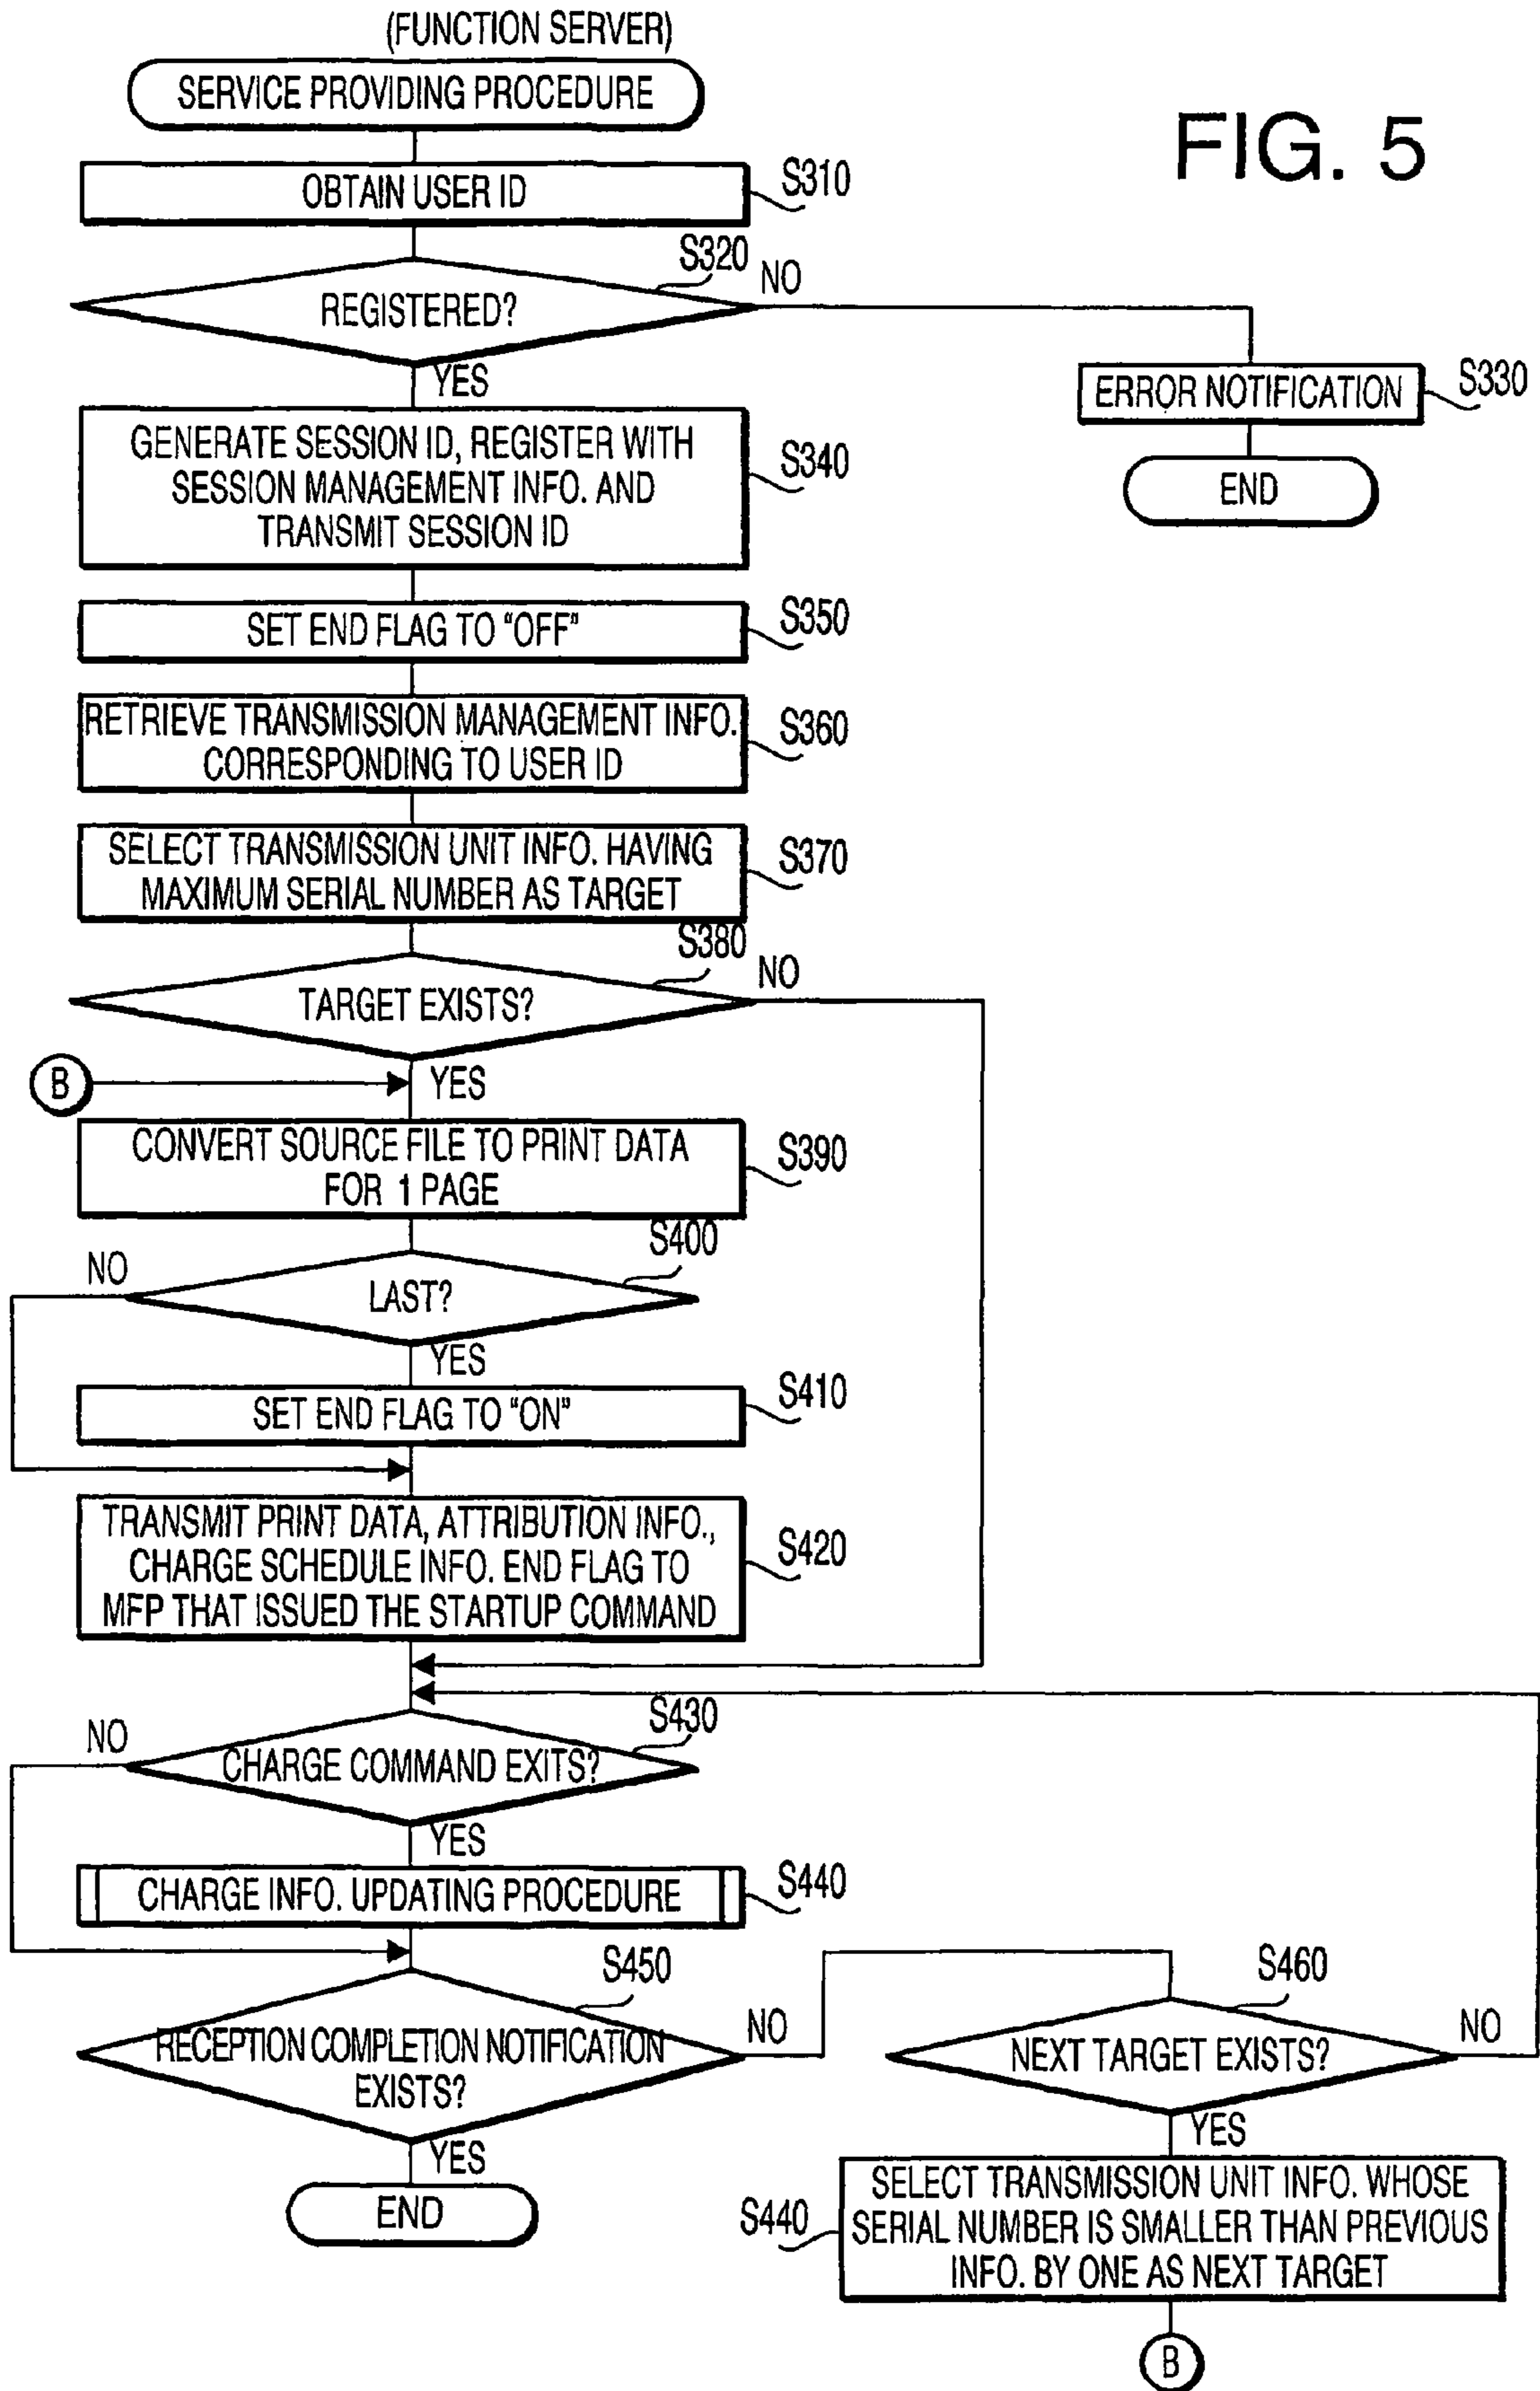 (FUNCTION SERVER)
SERVICE PROVIDING PROCEDURE
FIG. 5
OBTAIN USER ID
S310
S320
REGISTERED?
NO
YES
ERROR NOTIFICATION
S330
END
GENERATE SESSION ID, REGISTER WITH
SESSION MANAGEMENT INFO. AND
TRANSMIT SESSION ID
S340
SET END FLAG TO "OFF"
S350
RETRIEVE TRANSMISSION MANAGEMENT INFO.
CORRESPONDING TO USER ID
S360
SELECT TRANSMISSION UNIT INFO. HAVING
MAXIMUM SERIAL NUMBER AS TARGET
S370
S380
TARGET EXISTS?
NO
B
YES
CONVERT SOURCE FILE TO PRINT DATA
FOR 1 PAGE
S390
S400
NO
LAST?
YES
SET END FLAG TO "ON"
S410
TRANSMIT PRINT DATA, ATTRIBUTION INFO.,
CHARGE SCHEDULE INFO. END FLAG TO
MFP THAT ISSUED THE STARTUP COMMAND
S420
S430
NO
CHARGE COMMAND EXITS?
YES
CHARGE INFO. UPDATING PROCEDURE
S440
S450
RECEPTION COMPLETION NOTIFICATION
EXISTS?
NO
YES
END
S460
NEXT TARGET EXISTS?
NO
YES
S440
SELECT TRANSMISSION UNIT INFO. WHOSE
SERIAL NUMBER IS SMALLER THAN PREVIOUS
INFO. BY ONE AS NEXT TARGET
B